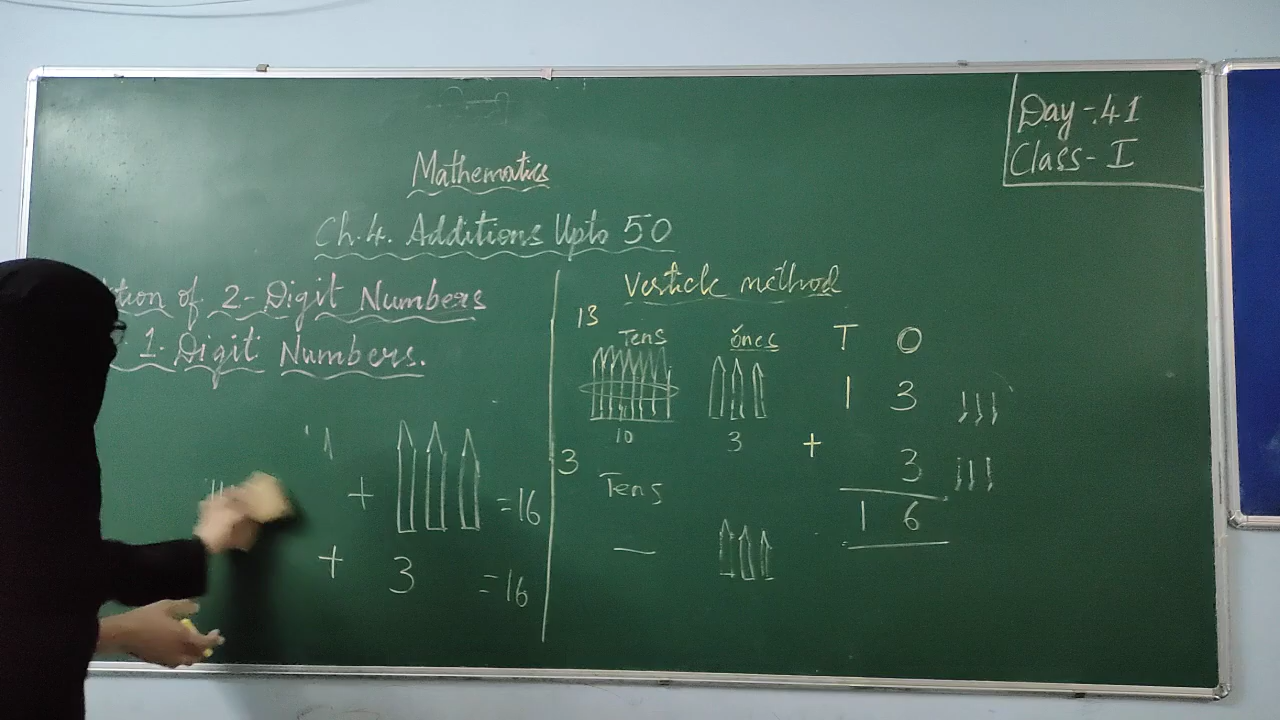 Day-:41
Class-I
Mathematics
Ch.4. Additions Upto 50
tion of 2-Digit Numbers
1-Digit Numbers.
+ =16
+ 3 =16
Vertick method
13
Tens Ones
10 3
3
Tens
—
T O
1 3
+ 3
1 6